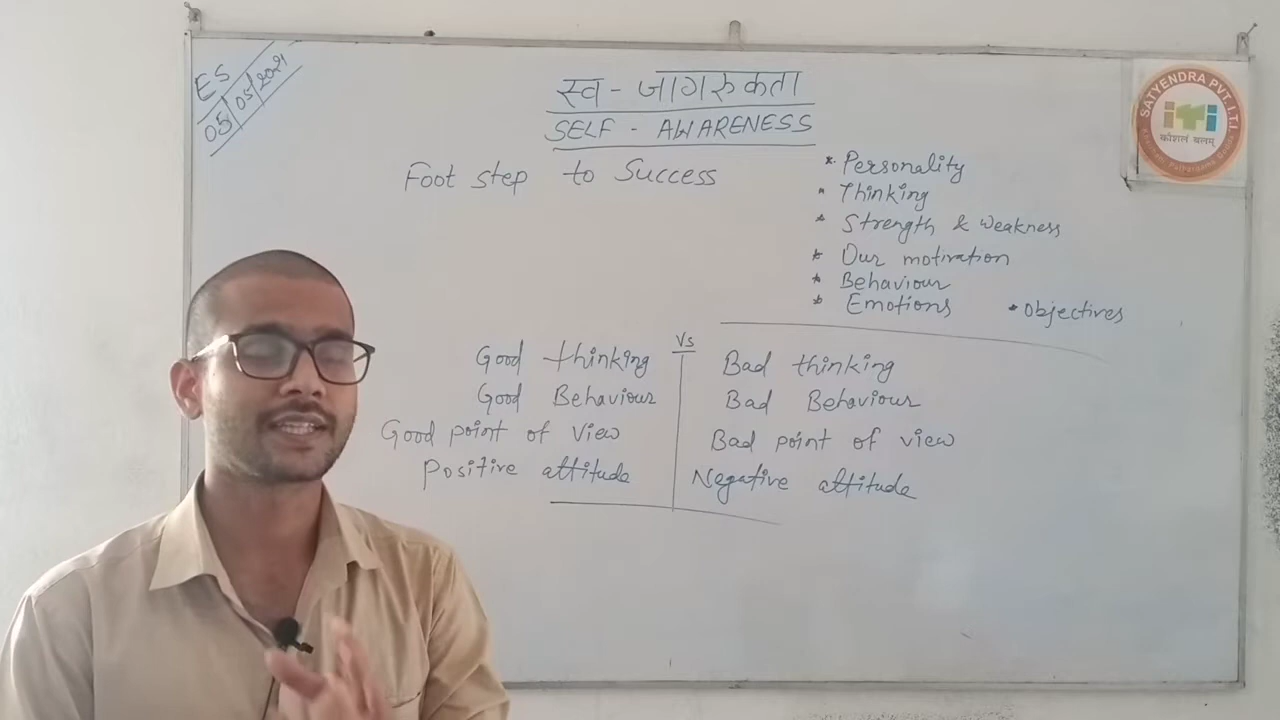 ES
05/05/2021
स्व - जागरुकता
SELF - AWARENESS
Foot step to Success
* Personality
* Thinking
* Strength & Weakness
* Our motivation
* Behaviour
* Emotions * Objectives
Vs
Good thinking Bad thinking
Good Behaviour Bad Behaviour
Good point of View Bad point of view
Positive attitude Negative attitude
SATYENDRA PVT. I.T.I
iTi
कौशलं बलम्